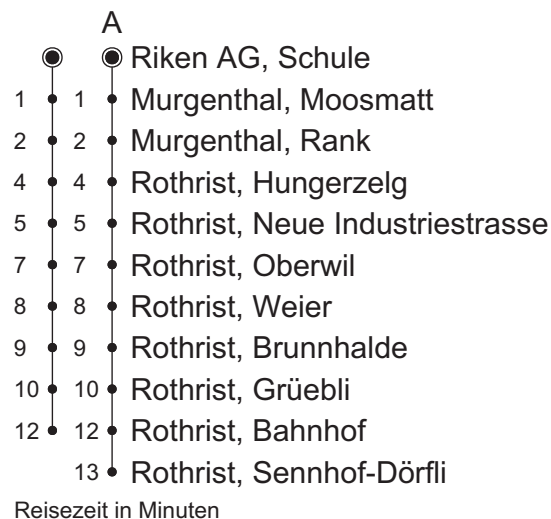 A
Riken AG, Schule
1 1 Murgenthal, Moosmatt
2 2 Murgenthal, Rank
4 4 Rothrist, Hungerzelg
5 5 Rothrist, Neue Industriestrasse
7 7 Rothrist, Oberwil
8 8 Rothrist, Weier
9 9 Rothrist, Brunnhalde
10 10 Rothrist, Grüebli
12 12 Rothrist, Bahnhof
13 Rothrist, Sennhof-Dörfli
Reisezeit in Minuten